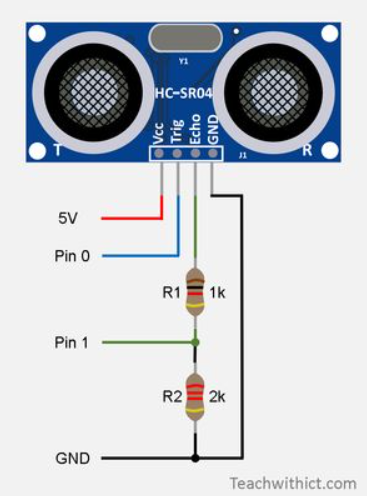 Y1
HC-SR04
Vcc
Trig
Echo
GND
T
J1
R
5V
Pin 0
R1 1k
Pin 1
R2 2k
GND
Teachwithict.com